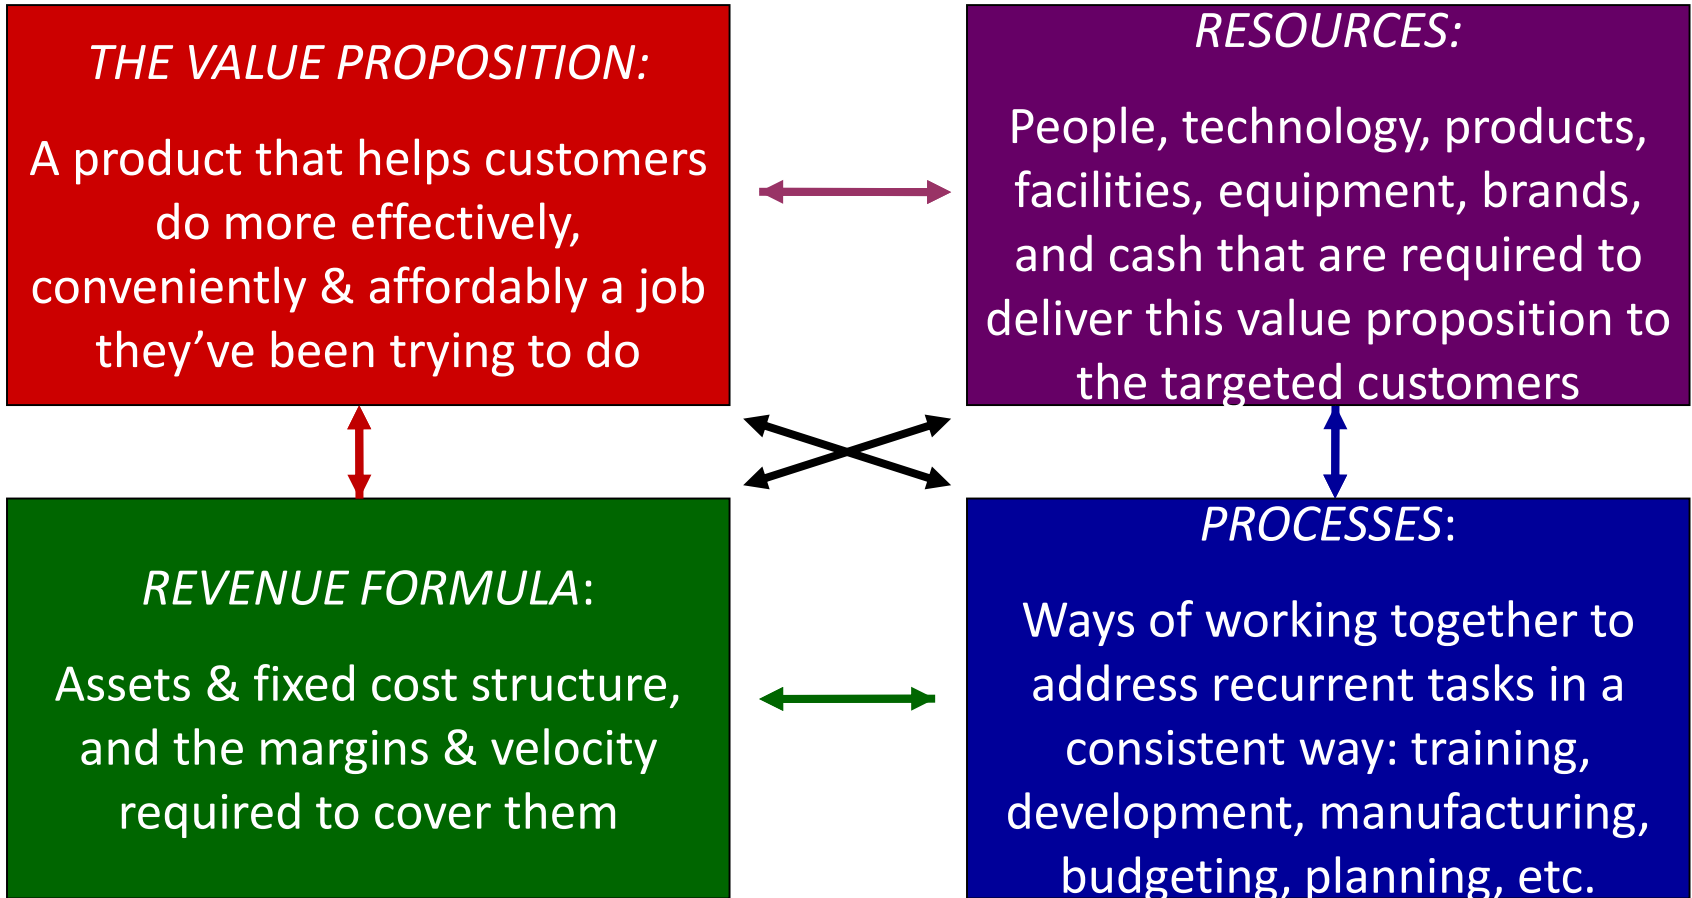 THE VALUE PROPOSITION:
A product that helps customers
do more effectively,
conveniently & affordably a job
they’ve been trying to do
RESOURCES:
People, technology, products,
facilities, equipment, brands,
and cash that are required to
deliver this value proposition to
the targeted customers
REVENUE FORMULA:
Assets & fixed cost structure,
and the margins & velocity
required to cover them
PROCESSES:
Ways of working together to
address recurrent tasks in a
consistent way: training,
development, manufacturing,
budgeting, planning, etc.